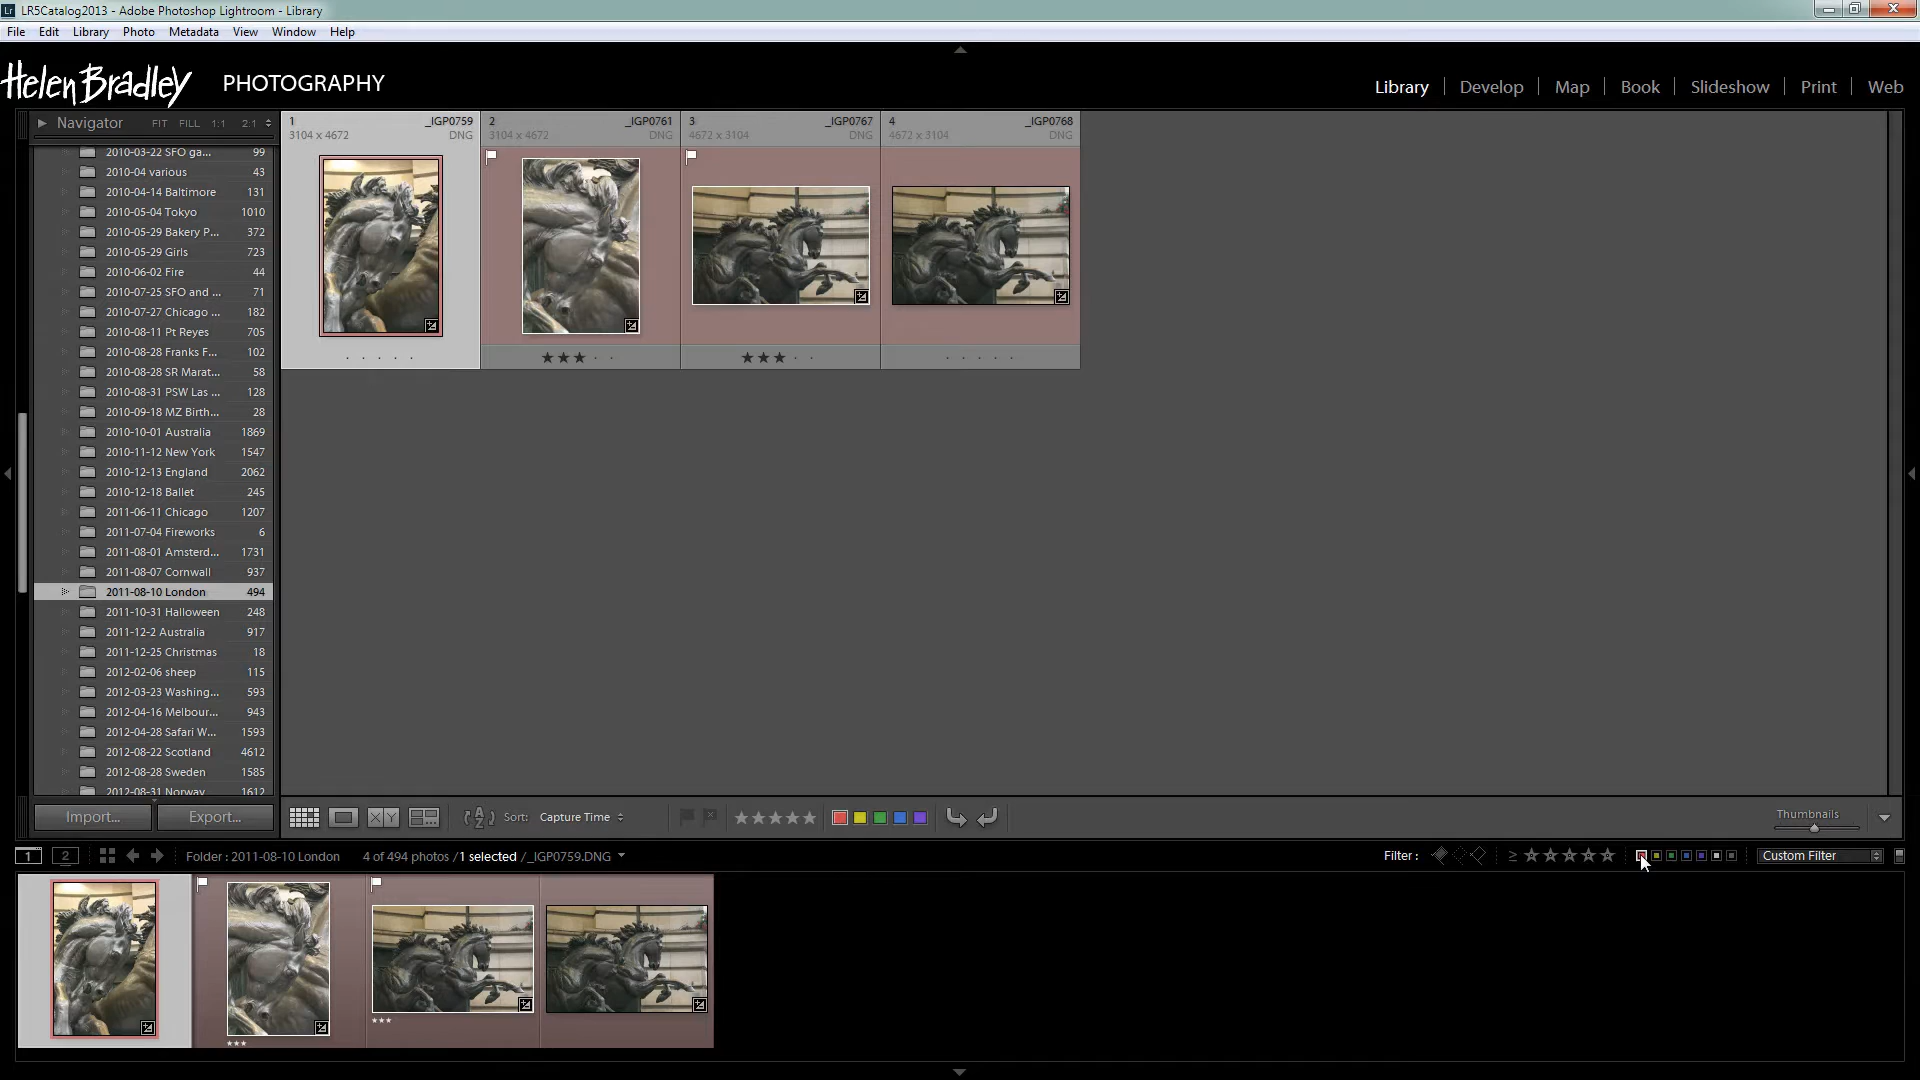 LR5Catalog2013 - Adobe Photoshop Lightroom - Library
File Edit Library Photo Metadata View Window Help
Helen Bradley PHOTOGRAPHY
Library Develop Map Book Slideshow Print Web
Navigator FIT FILL 1:1 2:1
1 _IGP0759
3104 x 4672 DNG
2 _IGP0761
3104 x 4672 DNG
3 _IGP0767
4672 x 3104 DNG
4 _IGP0768
4672 x 3104 DNG
2010-03-22 SFO ga... 99
2010-04 various 43
2010-04-14 Baltimore 131
2010-05-04 Tokyo 1010
2010-05-29 Bakery P... 372
2010-05-29 Girls 723
2010-06-02 Fire 44
2010-07-25 SFO and ... 71
2010-07-27 Chicago ... 182
2010-08-11 Pt Reyes 705
2010-08-28 Franks F... 102
2010-08-28 SR Marat... 58
2010-08-31 PSW Las ... 128
2010-09-18 MZ Birth... 28
2010-10-01 Australia 1869
2010-11-12 New York 1547
2010-12-13 England 2062
2010-12-18 Ballet 245
2011-06-11 Chicago 1207
2011-07-04 Fireworks 6
2011-08-01 Amsterd... 1731
2011-08-07 Cornwall 937
2011-08-10 London 494
2011-10-31 Halloween 248
2011-12-2 Australia 917
2011-12-25 Christmas 18
2012-02-06 sheep 115
2012-03-23 Washing... 593
2012-04-16 Melbour... 943
2012-04-28 Safari W... 1593
2012-08-22 Scotland 4612
2012-08-28 Sweden 1585
2012-08-31 Norway 1612
Import... Export...
XY Sort: Capture Time
Thumbnails
1 2 Folder : 2011-08-10 London 4 of 494 photos / 1 selected / _IGP0759.DNG
Filter : ≥ Custom Filter